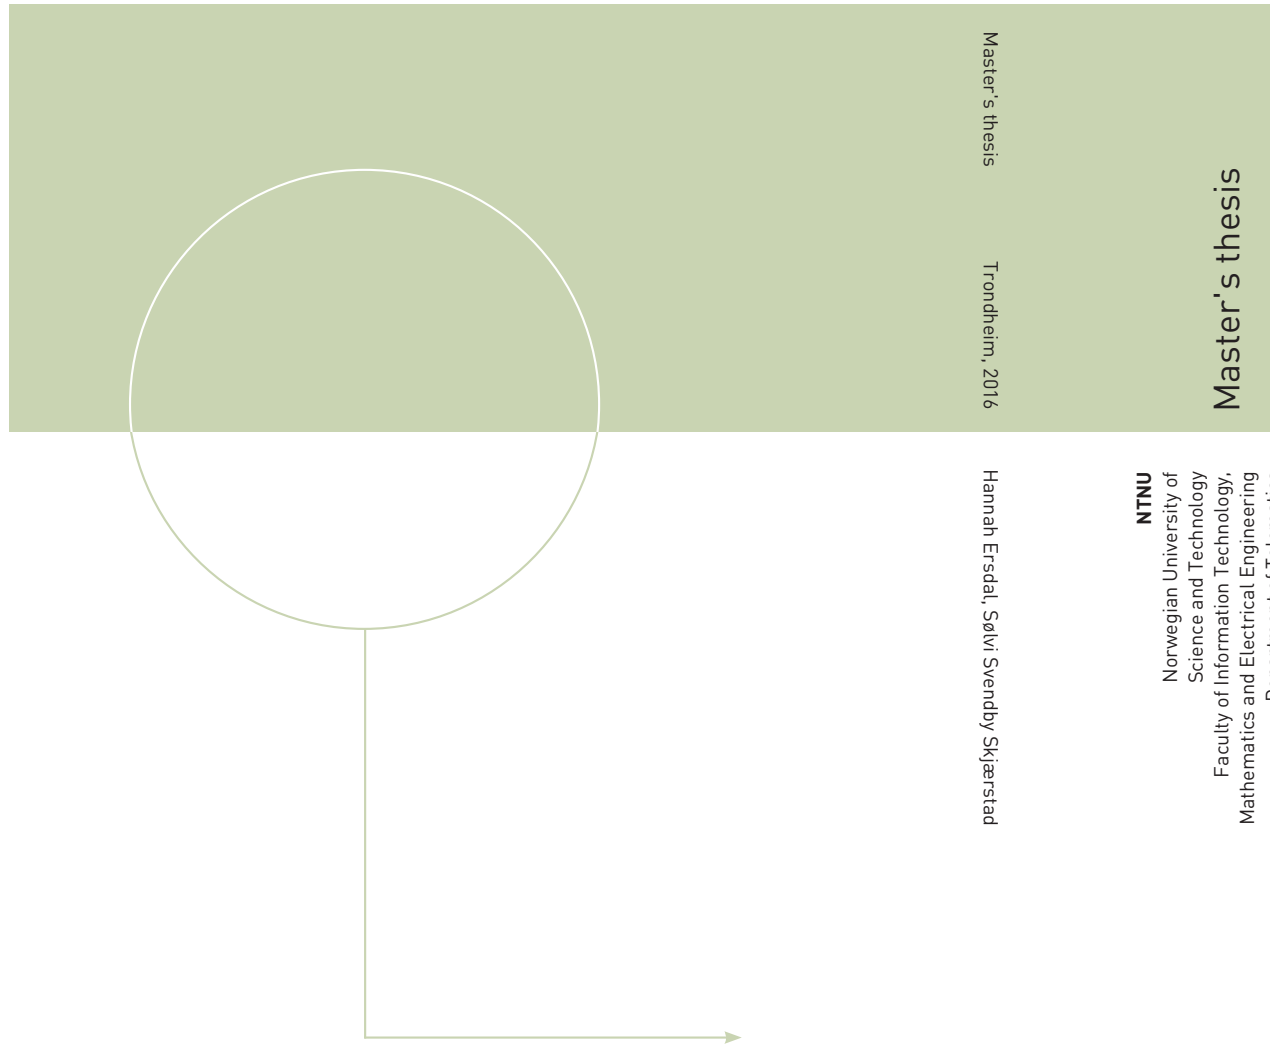 Master's thesis
Trondheim, 2016
Hannah Ersdal, Sølvi Svendby Skjærstad
Master's thesis
NTNU
Norwegian University of
Science and Technology
Faculty of Information Technology,
Mathematics and Electrical Engineering